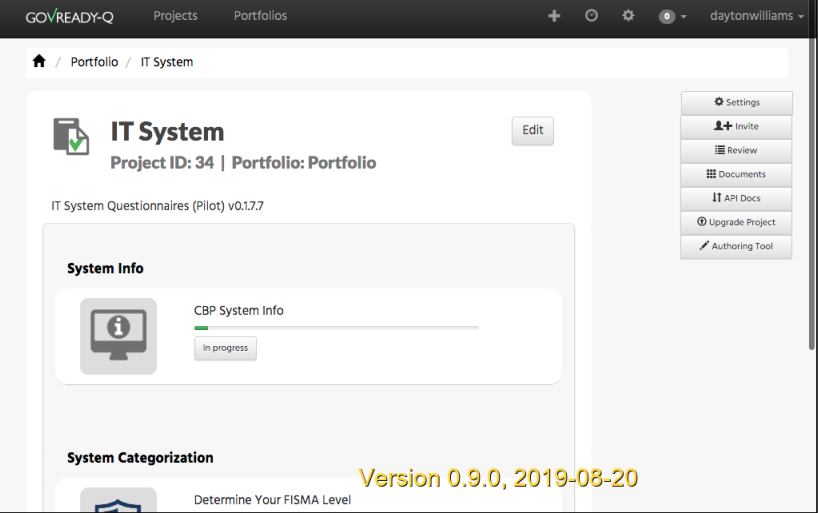 GOVREADY-Q Projects Portfolios 0 daytonwilliams
/ Portfolio / IT System
IT System
Edit
Project ID: 34 | Portfolio: Portfolio
IT System Questionnaires (Pilot) v0.1.7.7
System Info
CBP System Info
In progress
System Categorization
Determine Your FISMA Level
Settings
Invite
Review
Documents
API Docs
Upgrade Project
Authoring Tool
Version 0.9.0, 2019-08-20